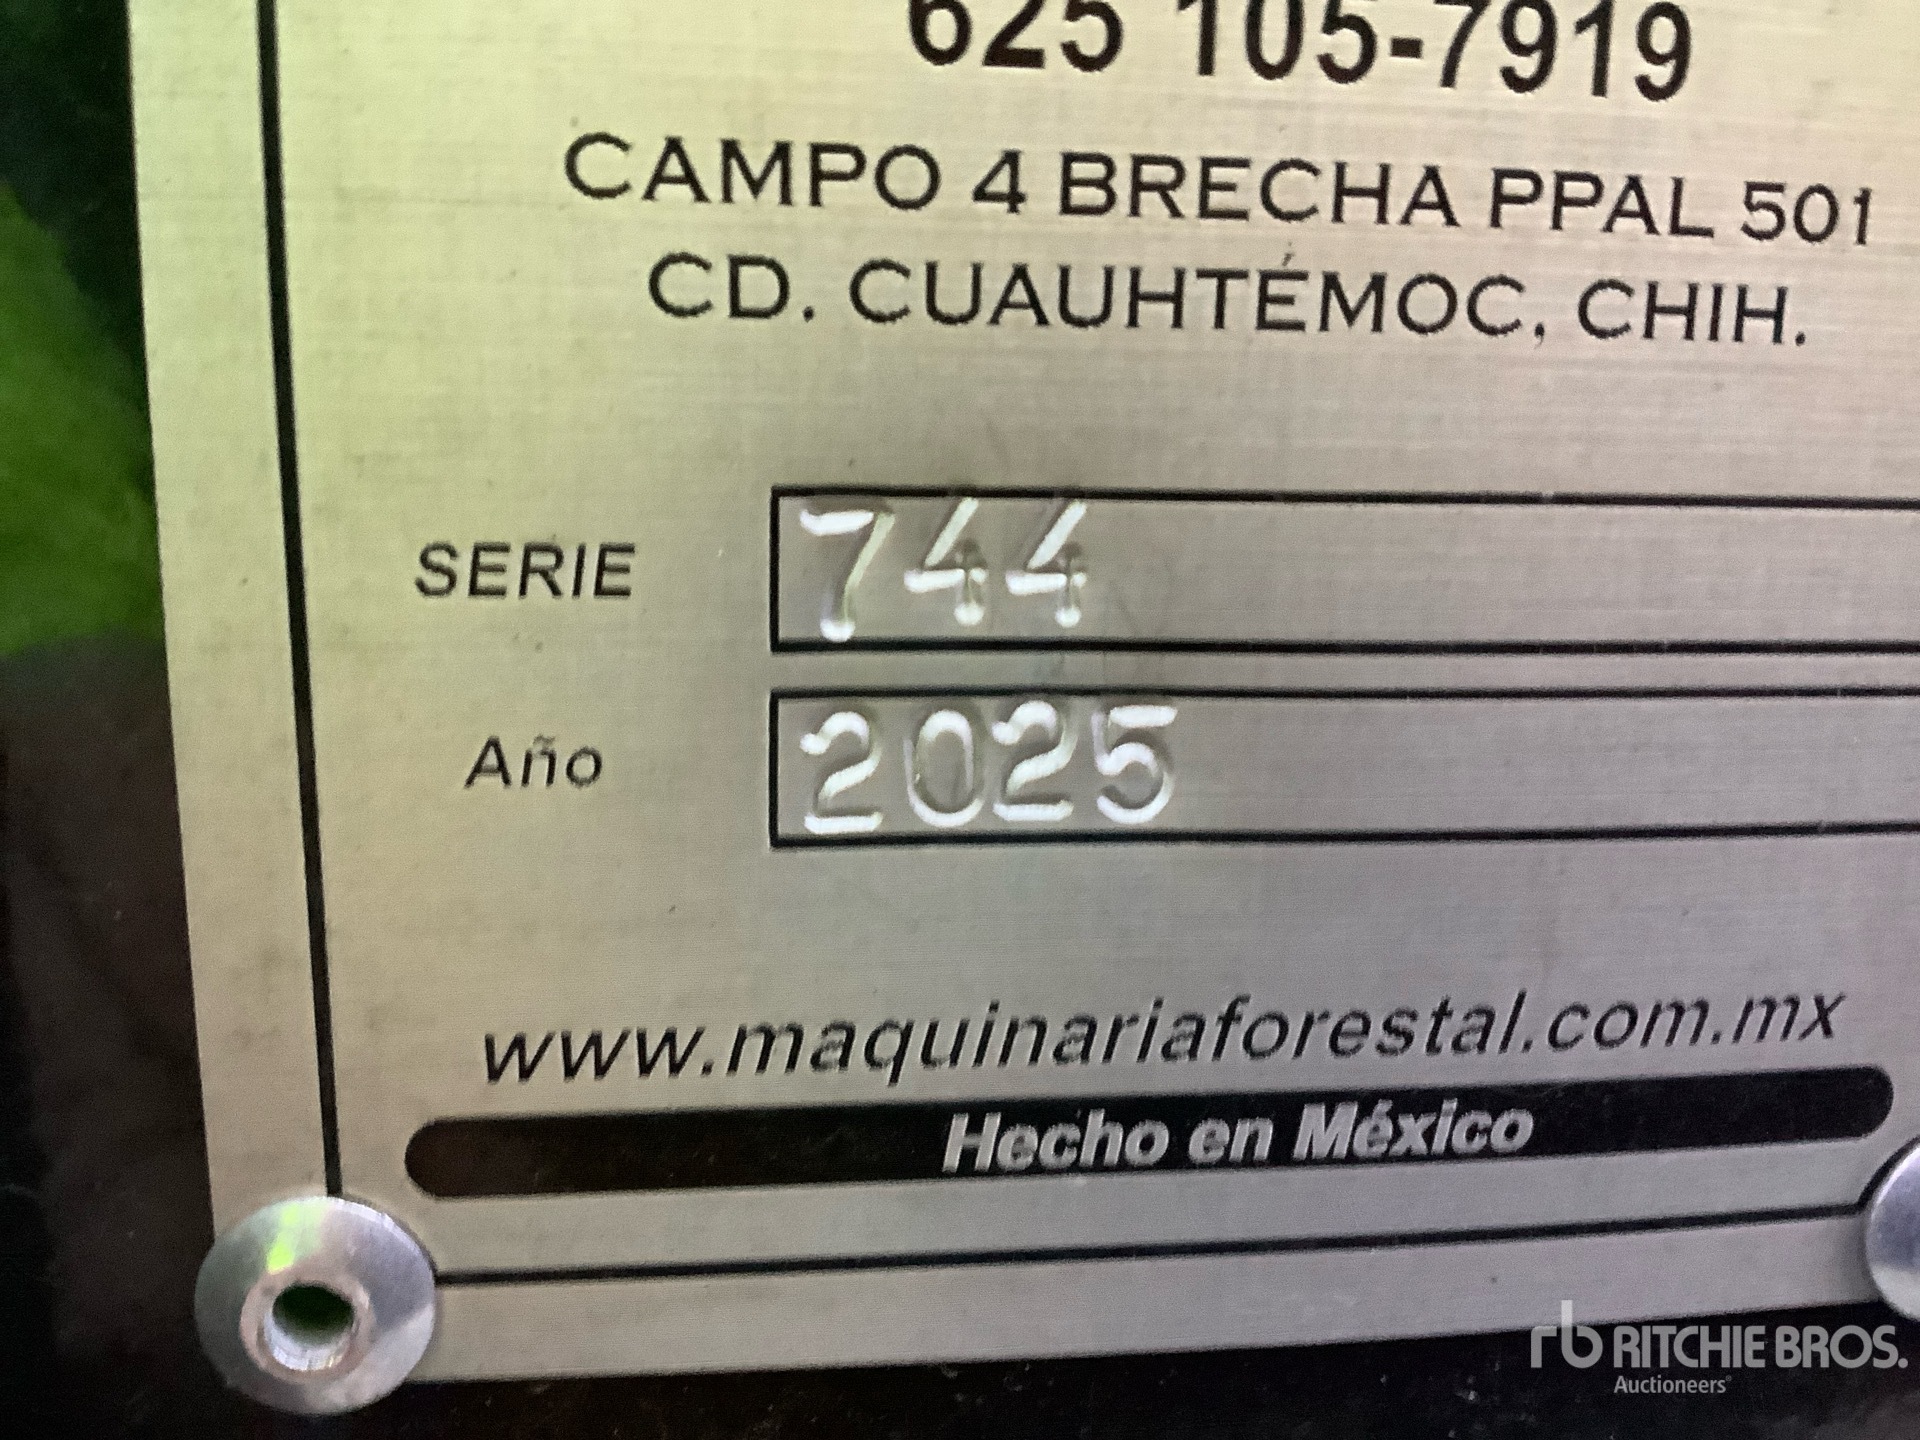 625 105-7919
CAMPO 4 BRECHA PPAL 501
CD. CUAUHTÉMOC, CHIH.
SERIE 744
Año 2025
www.maquinariaforestal.com.mx
Hecho en México
rb RITCHIE BROS.
Auctioneers